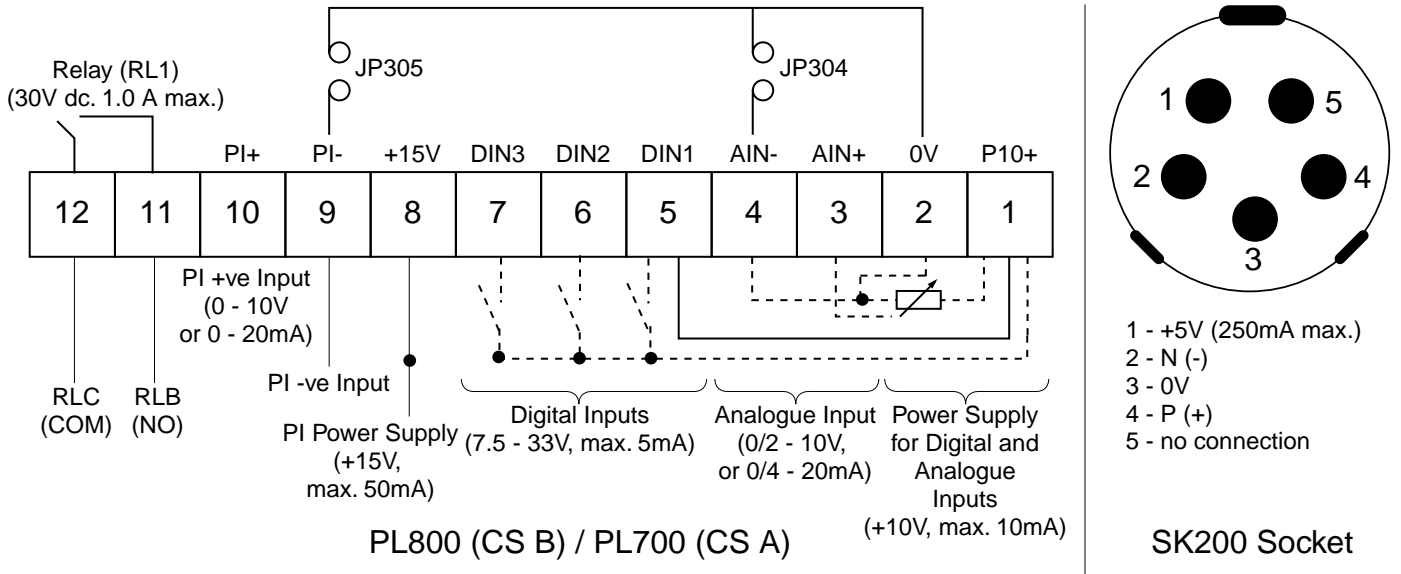 JP305
JP304
Relay (RL1)
(30V dc. 1.0 A max.)
PI+ PI- +15V DIN3 DIN2 DIN1 AIN- AIN+ 0V P10+
12 11 10 9 8 7 6 5 4 3 2 1
PI +ve Input
(0 - 10V
or 0 - 20mA)
PI -ve Input
RLC
(COM)
RLB
(NO)
PI Power Supply
(+15V,
max. 50mA)
Digital Inputs
(7.5 - 33V, max. 5mA)
Analogue Input
(0/2 - 10V,
or 0/4 - 20mA)
Power Supply
for Digital and
Analogue
Inputs
(+10V, max. 10mA)
PL800 (CS B) / PL700 (CS A)
1 5
2 4
3
1 - +5V (250mA max.)
2 - N (-)
3 - 0V
4 - P (+)
5 - no connection
SK200 Socket